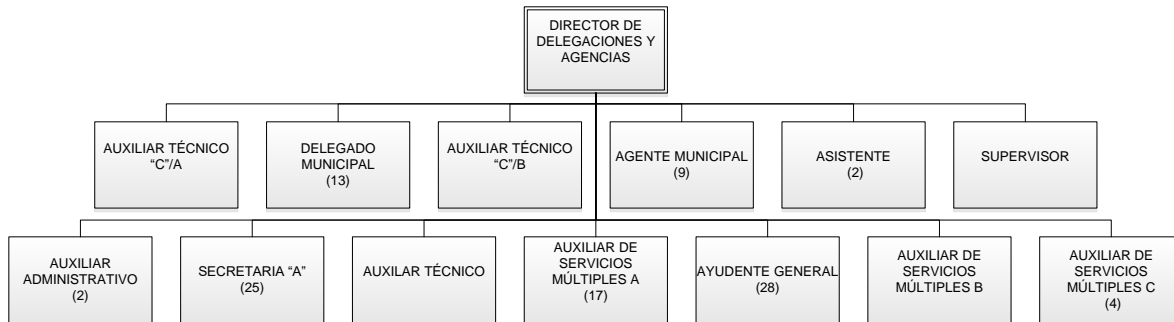 DIRECTOR DE
DELEGACIONES Y
AGENCIAS
AUXILIAR TÉCNICO
“C”/A
DELEGADO
MUNICIPAL
(13)
AUXILIAR TÉCNICO
“C”/B
AGENTE MUNICIPAL
(9)
ASISTENTE
(2)
SUPERVISOR
AUXILIAR
ADMINISTRATIVO
(2)
SECRETARIA “A”
(25)
AUXILAR TÉCNICO
AUXILIAR DE
SERVICIOS
MÚLTIPLES A
(17)
AYUDENTE GENERAL
(28)
AUXILIAR DE
SERVICIOS
MÚLTIPLES B
AUXILIAR DE
SERVICIOS
MÚLTIPLES C
(4)